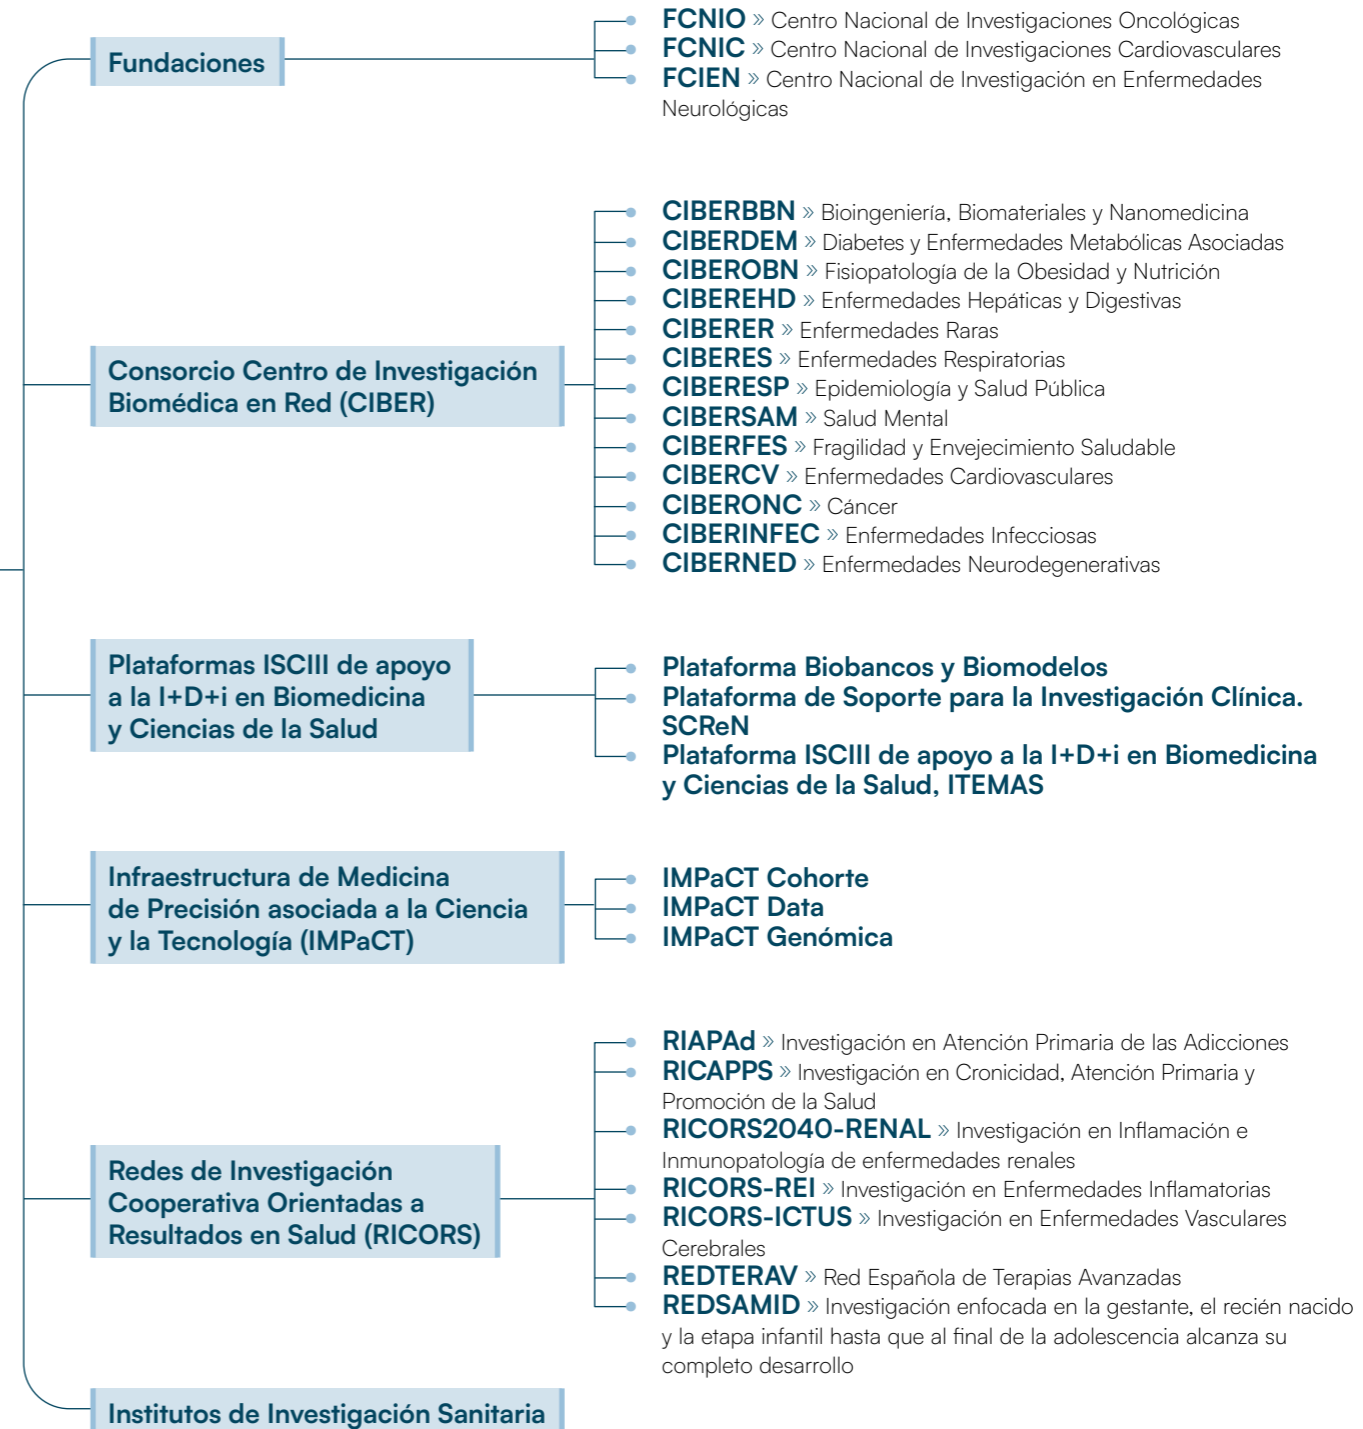 Fundaciones
FCNIO » Centro Nacional de Investigaciones Oncológicas
FCNIC » Centro Nacional de Investigaciones Cardiovasculares
FCIEN » Centro Nacional de Investigación en Enfermedades
Neurológicas
Consorcio Centro de Investigación
Biomédica en Red (CIBER)
CIBERBBN » Bioingeniería, Biomateriales y Nanomedicina
CIBERDEM » Diabetes y Enfermedades Metabólicas Asociadas
CIBEROBN » Fisiopatología de la Obesidad y Nutrición
CIBEREHD » Enfermedades Hepáticas y Digestivas
CIBERER » Enfermedades Raras
CIBERES » Enfermedades Respiratorias
CIBERESP » Epidemiología y Salud Pública
CIBERSAM » Salud Mental
CIBERFES » Fragilidad y Envejecimiento Saludable
CIBERCV » Enfermedades Cardiovasculares
CIBERONC » Cáncer
CIBERINFEC » Enfermedades Infecciosas
CIBERNED » Enfermedades Neurodegenerativas
Plataformas ISCIII de apoyo
a la I+D+i en Biomedicina
y Ciencias de la Salud
Plataforma Biobancos y Biomodelos
Plataforma de Soporte para la Investigación Clínica.
SCReN
Plataforma ISCIII de apoyo a la I+D+i en Biomedicina
y Ciencias de la Salud, ITEMAS
Infraestructura de Medicina
de Precisión asociada a la Ciencia
y la Tecnología (IMPaCT)
IMPaCT Cohorte
IMPaCT Data
IMPaCT Genómica
Redes de Investigación
Cooperativa Orientadas a
Resultados en Salud (RICORS)
RIAPAd » Investigación en Atención Primaria de las Adicciones
RICAPPS » Investigación en Cronicidad, Atención Primaria y
Promoción de la Salud
RICORS2040-RENAL » Investigación en Inflamación e
Inmunopatología de enfermedades renales
RICORS-REI » Investigación en Enfermedades Inflamatorias
RICORS-ICTUS » Investigación en Enfermedades Vasculares
Cerebrales
REDTERAV » Red Española de Terapias Avanzadas
REDSAMID » Investigación enfocada en la gestante, el recién nacido
y la etapa infantil hasta que al final de la adolescencia alcanza su
completo desarrollo
Institutos de Investigación Sanitaria